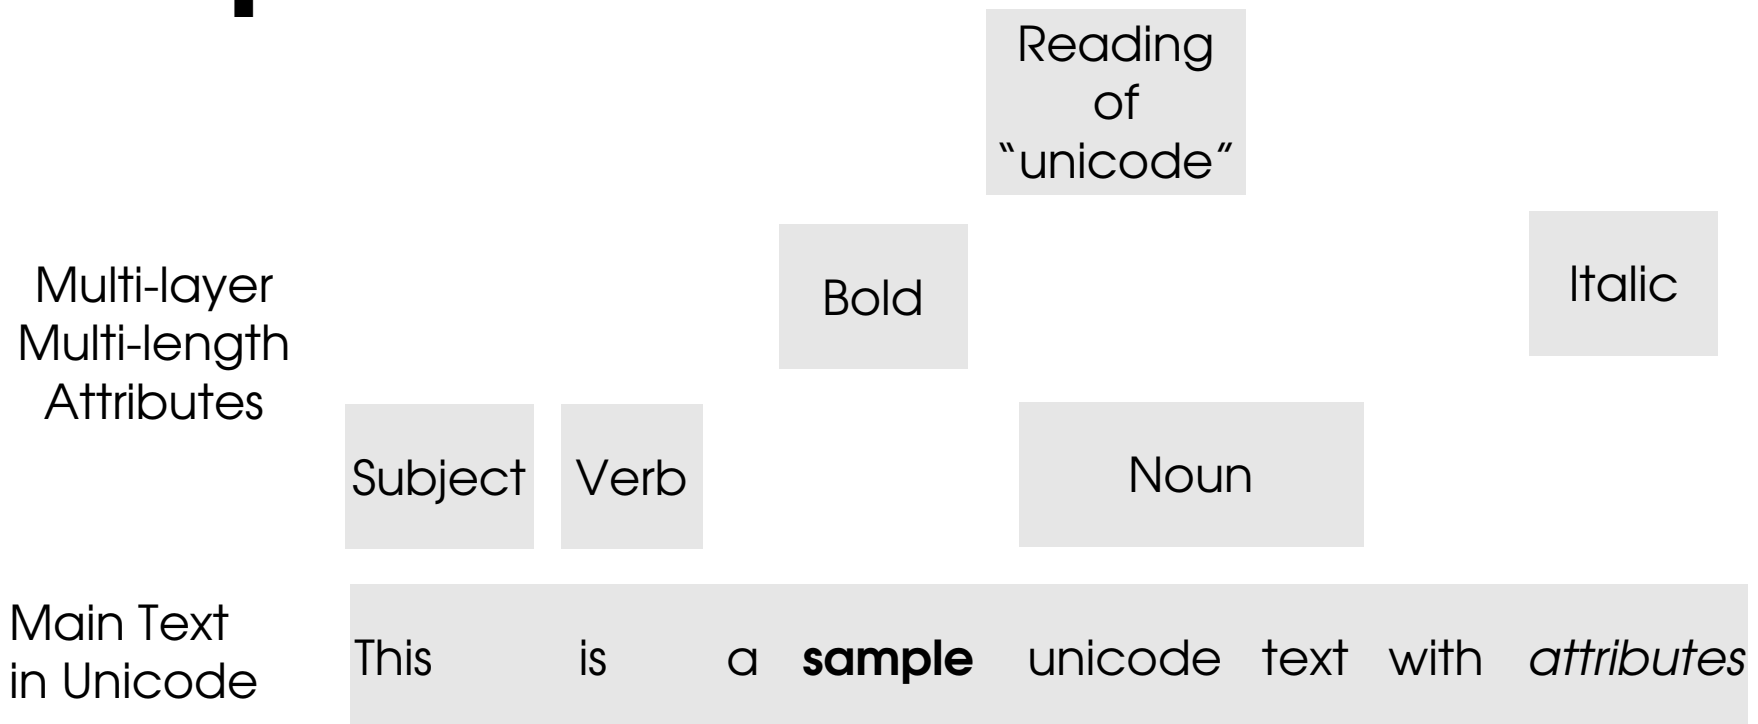 Reading
of
“unicode”
Bold
Italic
Multi-layer
Multi-length
Attributes
Subject Verb Noun
Main Text
in Unicode
This is a sample unicode text with attributes